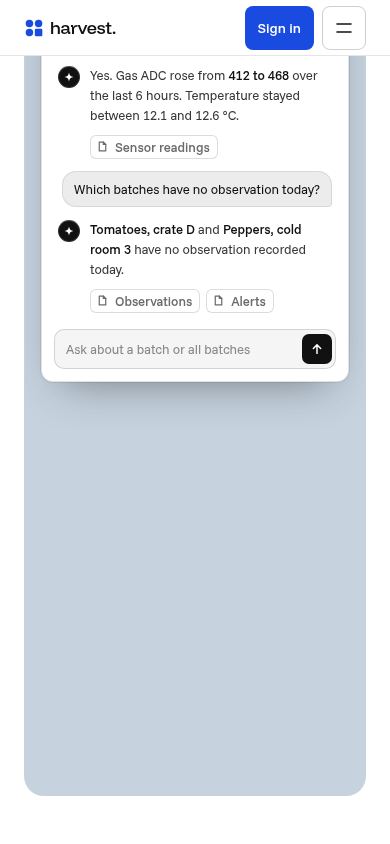 harvest.
Sign in
Yes. Gas ADC rose from 412 to 468 over
the last 6 hours. Temperature stayed
between 12.1 and 12.6 °C.
Sensor readings
Which batches have no observation today?
Tomatoes, crate D and Peppers, cold
room 3 have no observation recorded
today.
Observations Alerts
Ask about a batch or all batches